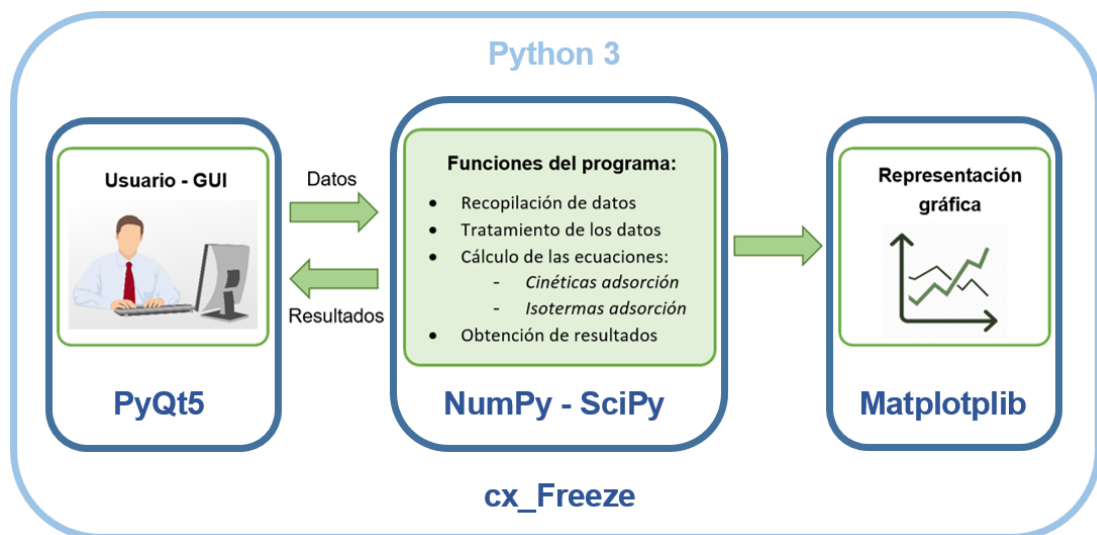 Python 3
Usuario - GUI
PyQt5
Datos
Resultados
Funciones del programa:
• Recopilación de datos
• Tratamiento de los datos
• Cálculo de las ecuaciones:
- Cinéticas adsorción
- Isotermas adsorción
• Obtención de resultados
NumPy - SciPy
Representación
gráfica
Matplotplib
cx_Freeze